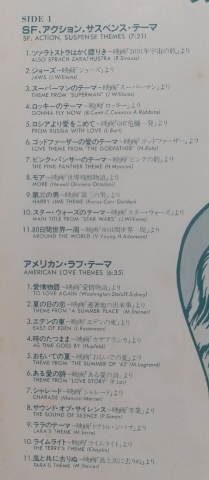 SIDE 1
SF、アクション、サスペンス・テーマ
SF, ACTION, SUSPENSE THEMES (7:21)
1. ツァラトストラはかく語りき〜映画「2001年宇宙の旅」より
ALSO SPRACH ZARATHUSTRA (R.Strauss)
2. ジョーズ〜映画「ジョーズ」より
JAWS (J.Williams)
3. スーパーマンのテーマ〜映画「スーパーマン」より
THEME FROM "SUPERMAN" (J.Williams)
4. ロッキーのテーマ〜映画「ロッキー」より
GONNA FLY NOW (B.Conti-C.Connors-A.Robbins)
5. ロシアより愛をこめて〜映画「007危機一発」より
FROM RUSSIA WITH LOVE (L.Bart)
6. ゴッドファーザーの愛のテーマ〜映画「ゴッドファーザー」より
LOVE THEME FROM "THE GODFATHER" (N.Rota)
7. ピンク・パンサーのテーマ〜映画「ピンクの豹」より
THE PINK PANTHER THEME (H.Mancini)
8. モア〜映画「世界残酷物語」より
MORE (Newell-Oliviero-Ortolani)
9. 第三の男〜映画「第三の男」より
HARRY LIME THEME (Karas)
10. スター・ウォーズのテーマ〜映画「スター・ウォーズ」より
MAIN TITLE FROM "STAR WARS" (J.Williams)
11. 80日間世界一周〜映画「80日間世界一周」より
AROUND THE WORLD (V.Young-H.Adamson)
アメリカン・ラブ・テーマ
AMERICAN LOVE THEMES (6:35)
1. 愛情物語〜映画「愛情物語」より
TO LOVE AGAIN (Washington-Stoloff-Sidney)
2. 夏の日の恋〜映画「避暑地の出来事」より
THEME FROM "A SUMMER PLACE" (M.Steiner)
3. エデンの東〜映画「エデンの東」より
EAST OF EDEN (L.Rosenman)
4. 時のたつまま〜映画「カサブランカ」より
AS TIME GOES BY (Hupfeld)
5. おもいでの夏〜映画「おもいでの夏」より
THEME FROM "THE SUMMER OF '42" (M.Legrand)
6. ある愛の詩〜映画「ある愛の詩」より
THEME FROM "LOVE STORY" (F.Lai)
7. シャレード〜映画「シャレード」より
CHARADE (Mancini-Mercer)
8. サウンド・オブ・サイレンス〜映画「卒業」より
THE SOUND OF SILENCE (P.Simon)
9. ララのテーマ〜映画「ドクトル・ジバゴ」より
LARA'S THEME (M.Jarre)
10. ライムライト〜映画「ライムライト」より
THE TERRY'S THEME (Chaplin)
11. 風と共に去りぬ〜映画「風と共に去りぬ」より
TARA'S THEME (M.Steiner)